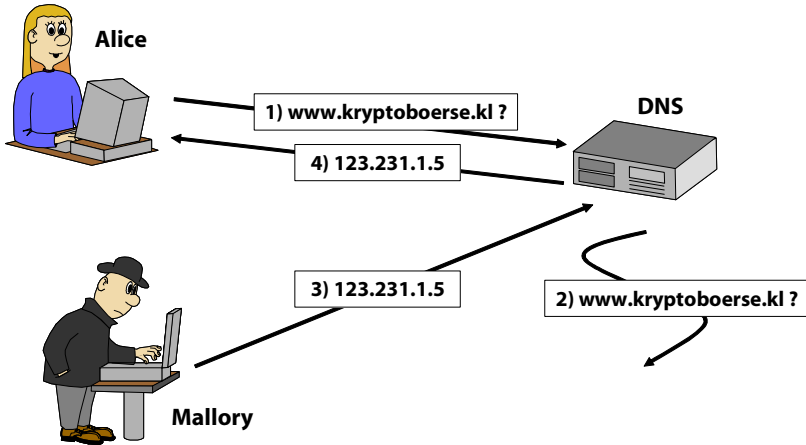 Alice
1) www.kryptoboerse.kl ?
DNS
4) 123.231.1.5
3) 123.231.1.5
2) www.kryptoboerse.kl ?
Mallory